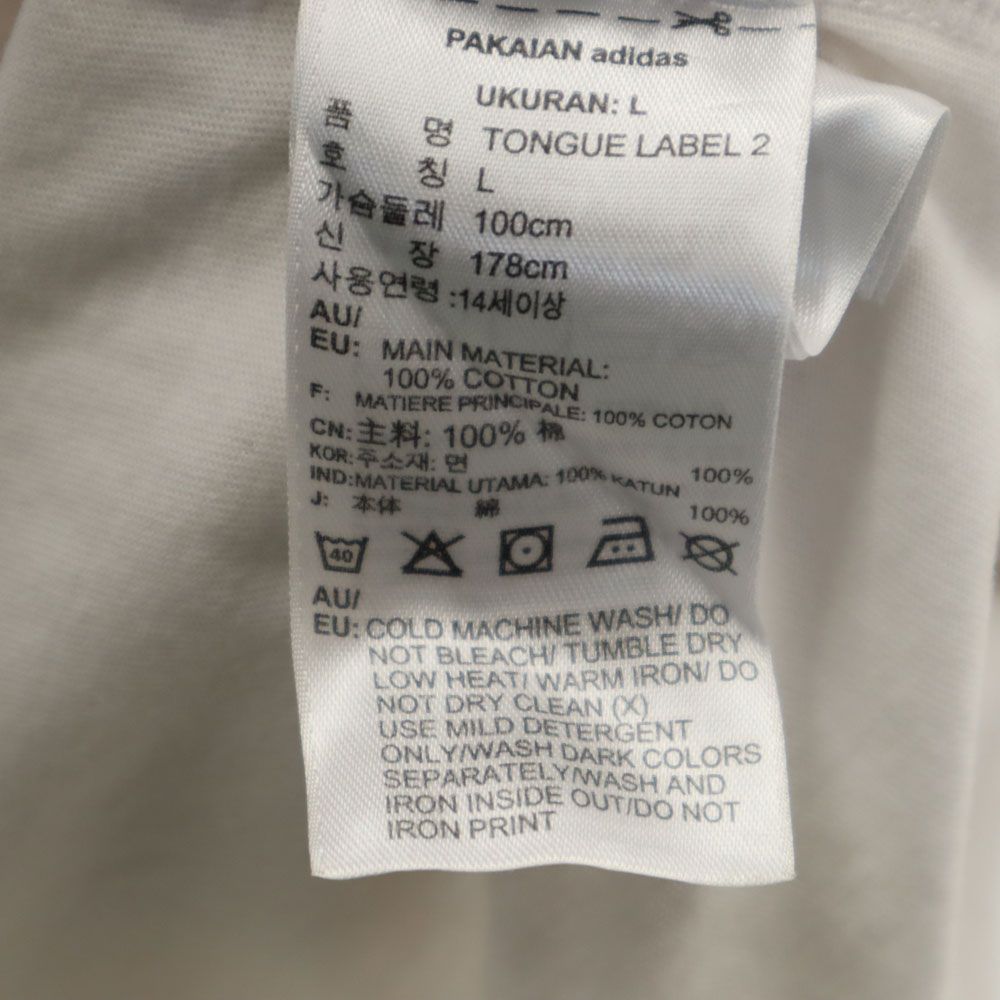 PAKAIAN adidas
UKURAN: L
품 명 TONGUE LABEL 2
호 칭 L
가슴둘레 100cm
신 장 178cm
사용연령 :14세이상
AU/
EU: MAIN MATERIAL:
100% COTTON
F: MATIERE PRINCIPALE: 100% COTON
CN: 主料: 100% 棉
KOR: 주소재: 면 100%
IND: MATERIAL UTAMA: 100% KATUN
J: 本体 綿 100%
40
AU/
EU: COLD MACHINE WASH/ DO
NOT BLEACH/ TUMBLE DRY
LOW HEAT/ WARM IRON/ DO
NOT DRY CLEAN (X)
USE MILD DETERGENT
ONLY/WASH DARK COLORS
SEPARATELY/WASH AND
IRON INSIDE OUT/DO NOT
IRON PRINT